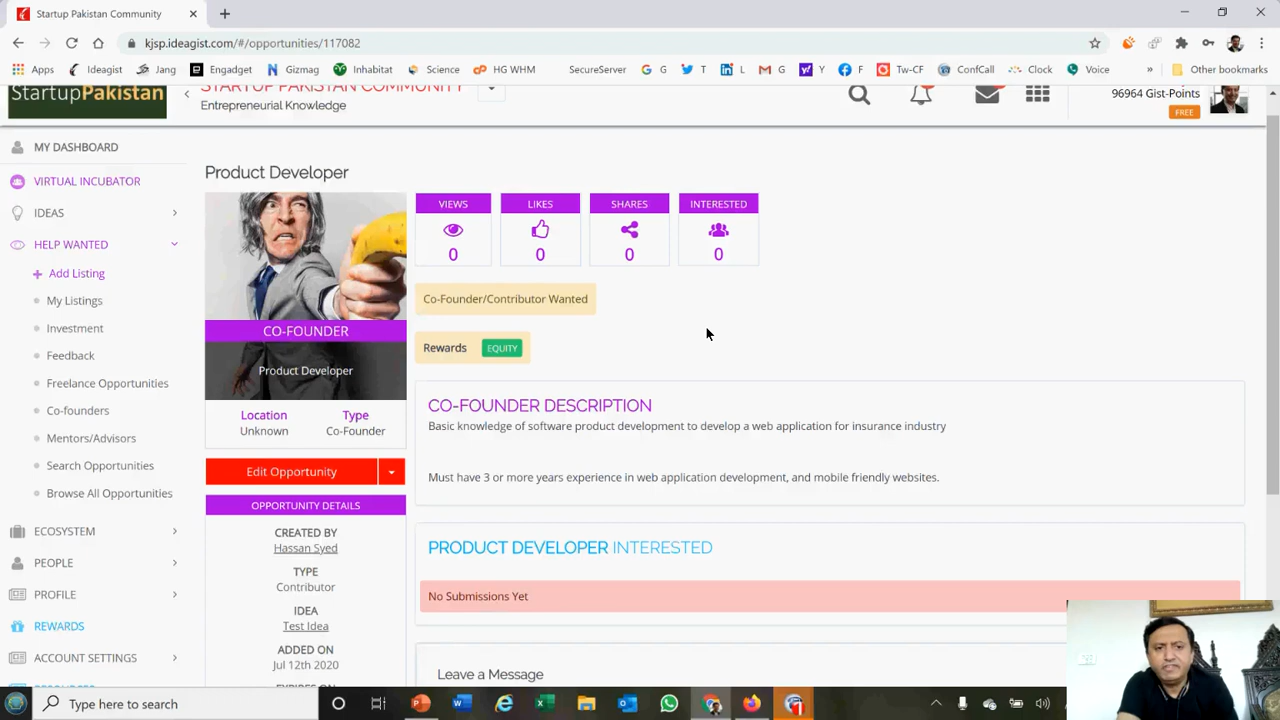 Startup Pakistan Community
kjsp.ideagist.com/#/opportunities/117082
Apps Ideagist Jang Engadget Gizmag Inhabitat Science HG WHM SecureServer G T L G Y F Tw-CF ConfCall Clock Voice » Other bookmarks
StartupPakistan
STARTUP PAKISTAN COMMUNITY
Entrepreneurial Knowledge
96964 Gist-Points
FREE
MY DASHBOARD
VIRTUAL INCUBATOR
IDEAS
HELP WANTED
Add Listing
My Listings
Investment
Feedback
Freelance Opportunities
Co-founders
Mentors/Advisors
Search Opportunities
Browse All Opportunities
ECOSYSTEM
PEOPLE
PROFILE
REWARDS
ACCOUNT SETTINGS
Product Developer
CO-FOUNDER
Product Developer
Location Type
Unknown Co-Founder
Edit Opportunity
OPPORTUNITY DETAILS
CREATED BY
Hassan Syed
TYPE
Contributor
IDEA
Test Idea
ADDED ON
Jul 12th 2020
VIEWS LIKES SHARES INTERESTED
0 0 0 0
Co-Founder/Contributor Wanted
Rewards EQUITY
CO-FOUNDER DESCRIPTION
Basic knowledge of software product development to develop a web application for insurance industry
Must have 3 or more years experience in web application development, and mobile friendly websites.
PRODUCT DEVELOPER INTERESTED
No Submissions Yet
Leave a Message
Type here to search